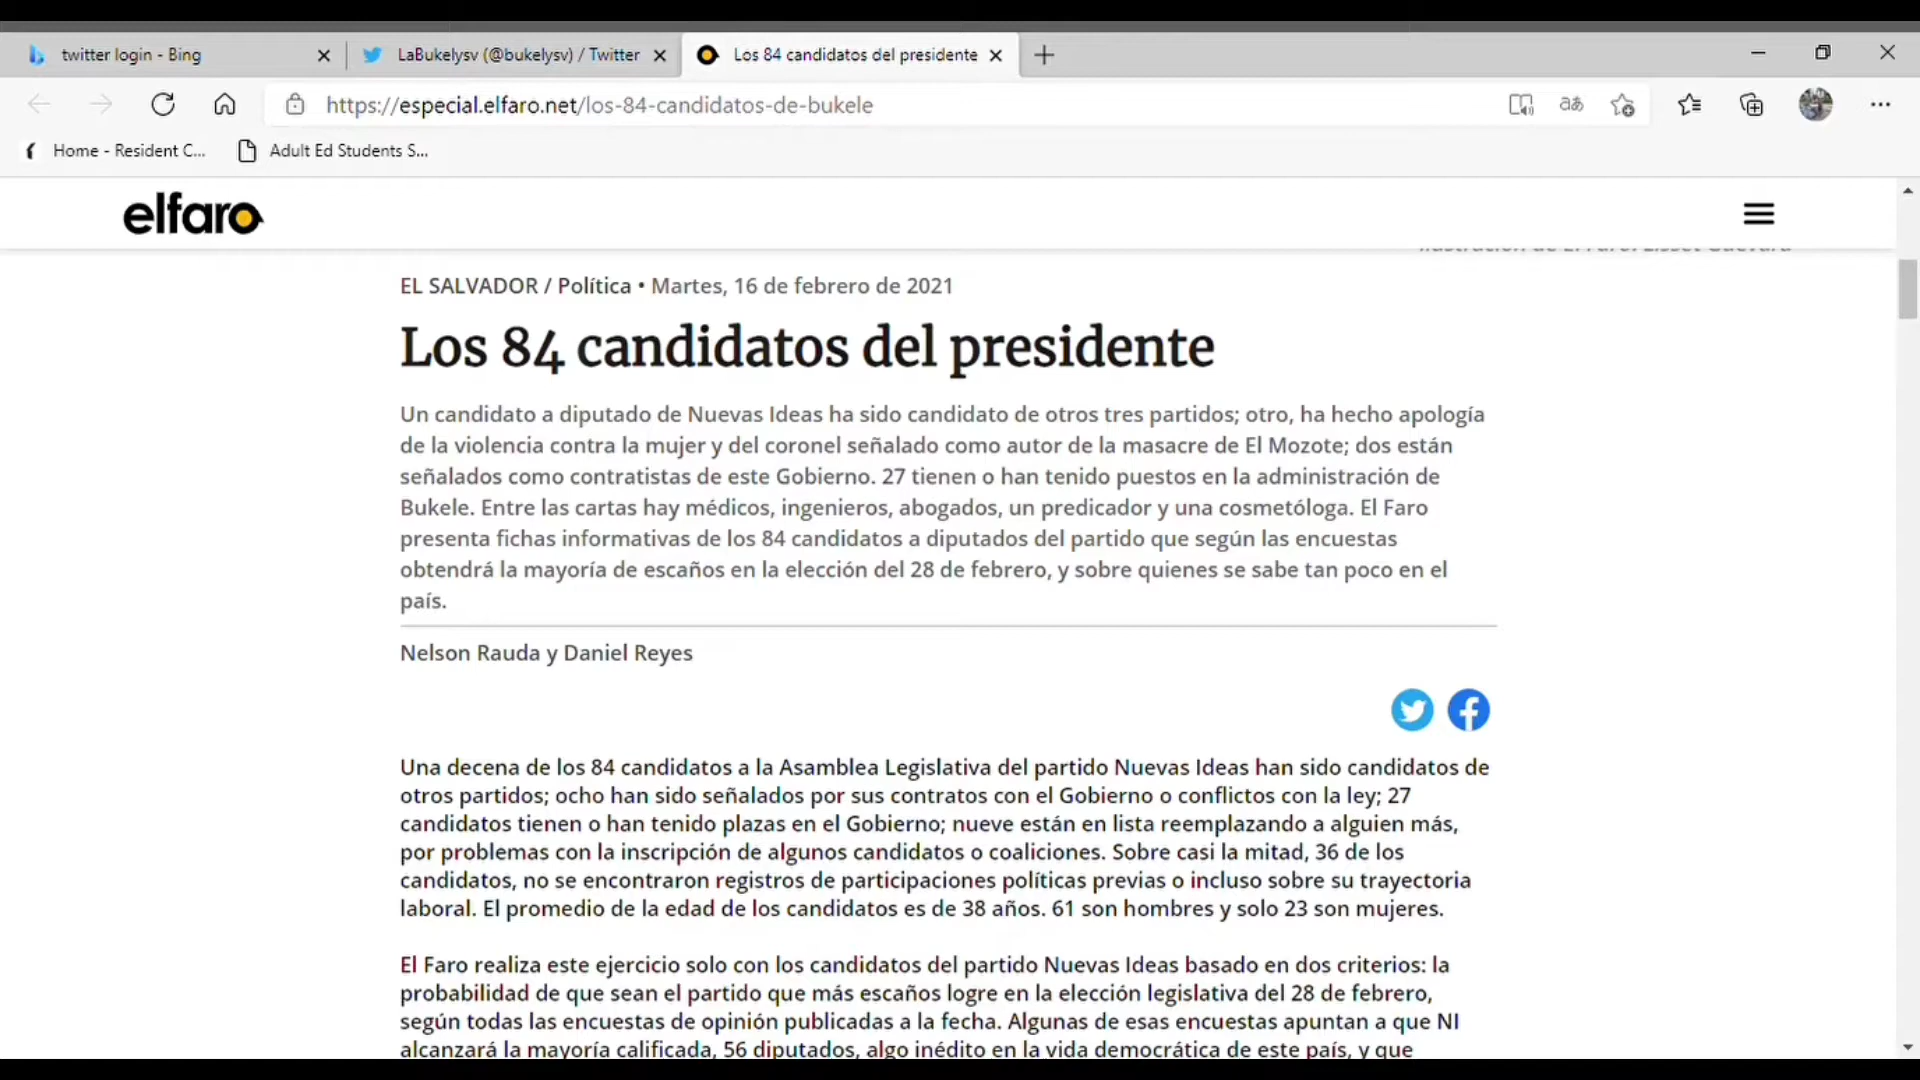 twitter login - Bing
LaBukelysv (@bukelysv) / Twitter
Los 84 candidatos del presidente
https://especial.elfaro.net/los-84-candidatos-de-bukele
aあ
Home - Resident C...
Adult Ed Students S...
elfaro
EL SALVADOR / Política • Martes, 16 de febrero de 2021
Los 84 candidatos del presidente
Un candidato a diputado de Nuevas Ideas ha sido candidato de otros tres partidos; otro, ha hecho apología
de la violencia contra la mujer y del coronel señalado como autor de la masacre de El Mozote; dos están
señalados como contratistas de este Gobierno. 27 tienen o han tenido puestos en la administración de
Bukele. Entre las cartas hay médicos, ingenieros, abogados, un predicador y una cosmetóloga. El Faro
presenta fichas informativas de los 84 candidatos a diputados del partido que según las encuestas
obtendrá la mayoría de escaños en la elección del 28 de febrero, y sobre quienes se sabe tan poco en el
país.
Nelson Rauda y Daniel Reyes
Una decena de los 84 candidatos a la Asamblea Legislativa del partido Nuevas Ideas han sido candidatos de
otros partidos; ocho han sido señalados por sus contratos con el Gobierno o conflictos con la ley; 27
candidatos tienen o han tenido plazas en el Gobierno; nueve están en lista reemplazando a alguien más,
por problemas con la inscripción de algunos candidatos o coaliciones. Sobre casi la mitad, 36 de los
candidatos, no se encontraron registros de participaciones políticas previas o incluso sobre su trayectoria
laboral. El promedio de la edad de los candidatos es de 38 años. 61 son hombres y solo 23 son mujeres.
El Faro realiza este ejercicio solo con los candidatos del partido Nuevas Ideas basado en dos criterios: la
probabilidad de que sean el partido que más escaños logre en la elección legislativa del 28 de febrero,
según todas las encuestas de opinión publicadas a la fecha. Algunas de esas encuestas apuntan a que NI
alcanzará la mayoría calificada, 56 diputados, algo inédito en la vida democrática de este país, y que